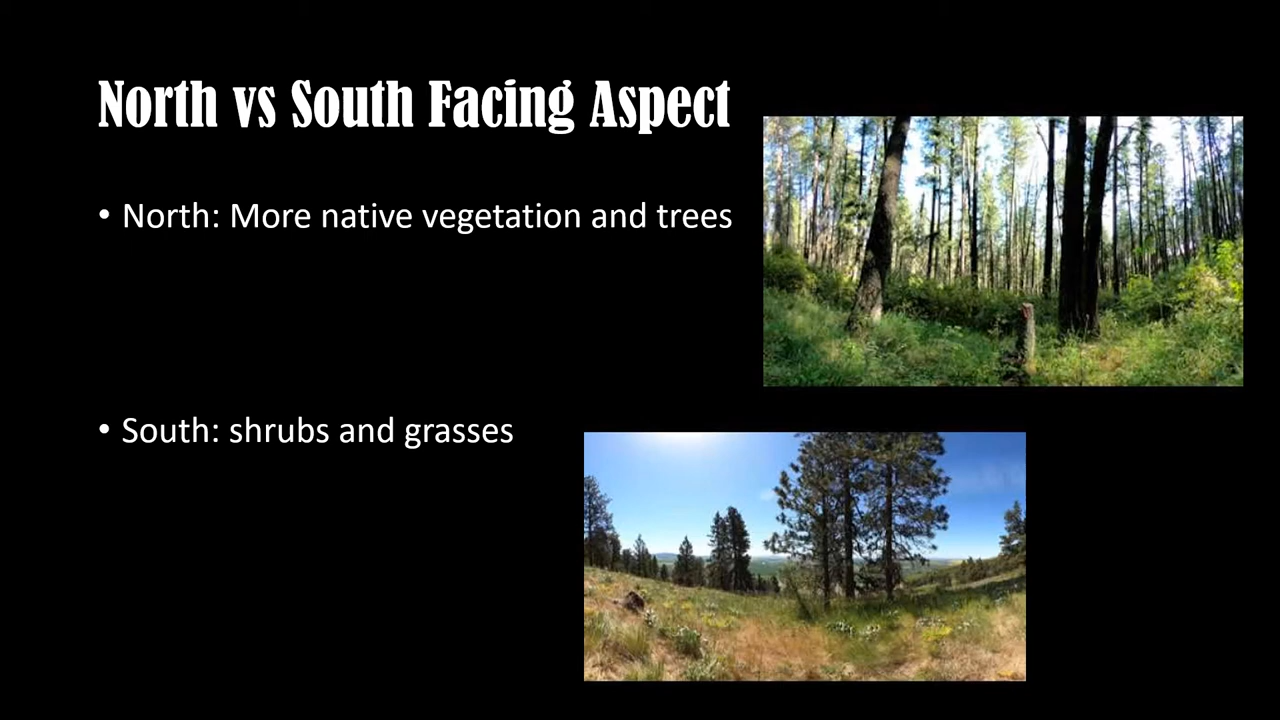 North vs South Facing Aspect
• North: More native vegetation and trees
• South: shrubs and grasses